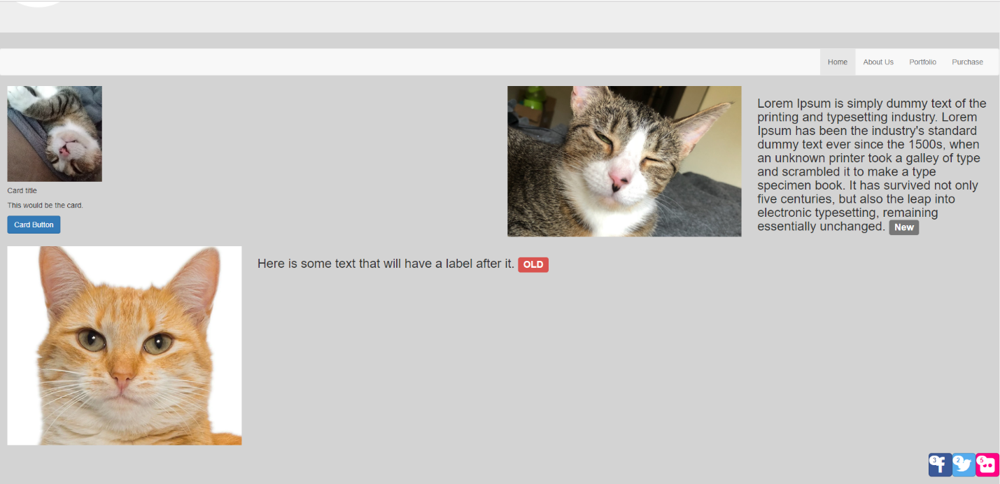 Home About Us Portfolio Purchase
Card title
This would be the card.
Card Button
Lorem Ipsum is simply dummy text of the
printing and typesetting industry. Lorem
Ipsum has been the industry's standard
dummy text ever since the 1500s, when
an unknown printer took a galley of type
and scrambled it to make a type
specimen book. It has survived not only
five centuries, but also the leap into
electronic typesetting, remaining
essentially unchanged. New
Here is some text that will have a label after it. OLD
3 2 5